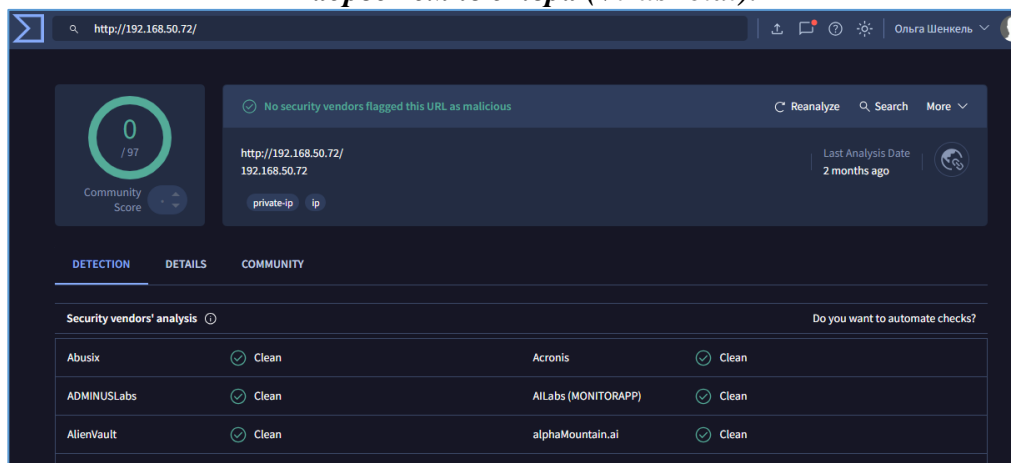 http://192.168.50.72/
Ольга Шенкель
0
/ 97
Community
Score
No security vendors flagged this URL as malicious
Reanalyze
Search
More
http://192.168.50.72/
192.168.50.72
private-ip
ip
Last Analysis Date
2 months ago
DETECTION
DETAILS
COMMUNITY
Security vendors' analysis
Do you want to automate checks?
Abusix
Clean
Acronis
Clean
ADMINUSLabs
Clean
AILabs (MONITORAPP)
Clean
AlienVault
Clean
alphaMountain.ai
Clean